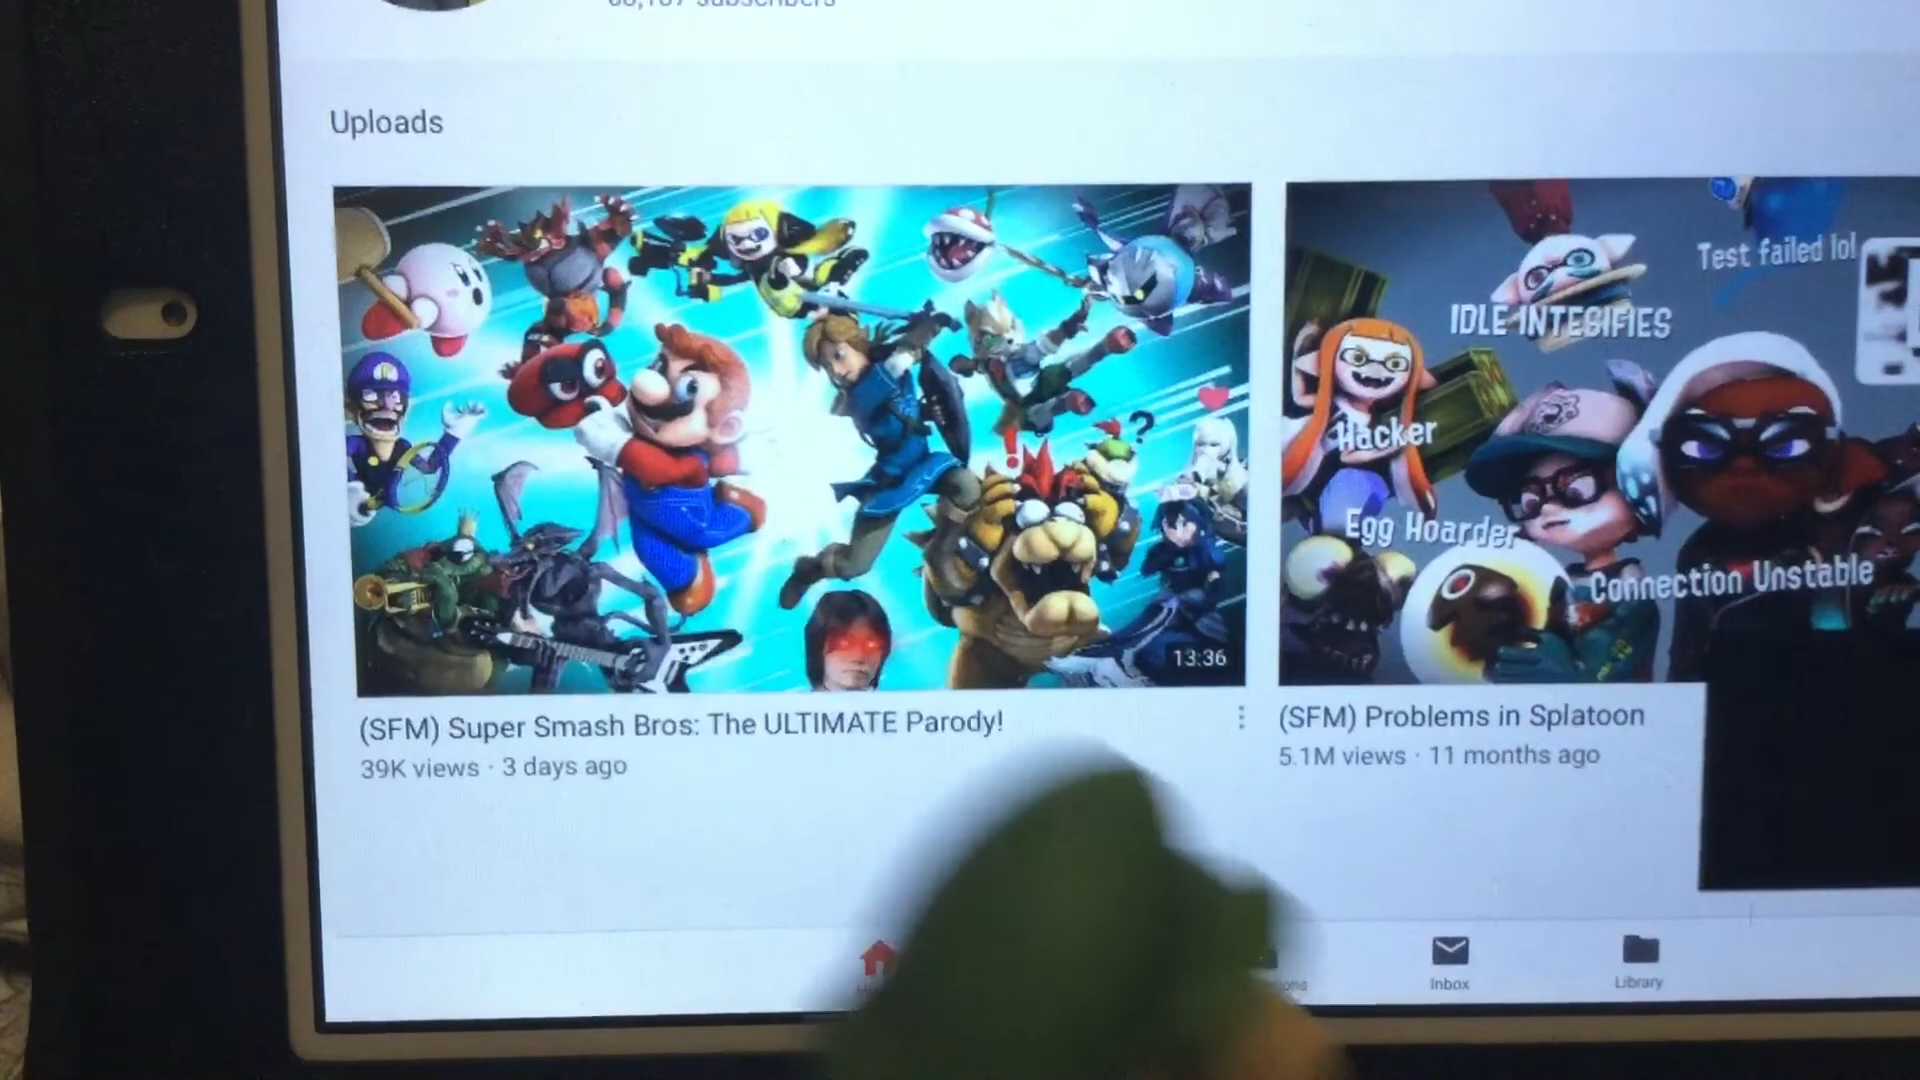 subscribers
Uploads
Test failed lol
IDLE INTESIFIES
Hacker
Egg Hoarder
Connection Unstable
?
!
13:36
(SFM) Super Smash Bros: The ULTIMATE Parody!
39K views · 3 days ago
(SFM) Problems in Splatoon
5.1M views · 11 months ago
Inbox
Library